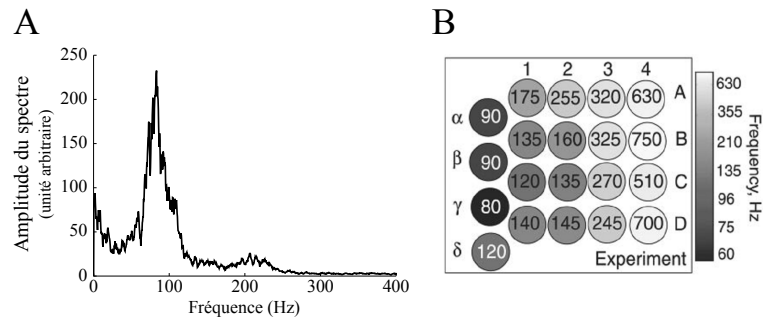 A
Amplitude du spectre
(unité arbitraire)
250
200
150
100
50
0
0 100 200 300 400
Fréquence (Hz)
B
1 2 3 4
175 255 320 630 A
α 90
135 160 325 750 B
β 90
120 135 270 510 C
γ 80
140 145 245 700 D
δ 120
Experiment
630
355
210
135
96
75
60
Frequency, Hz